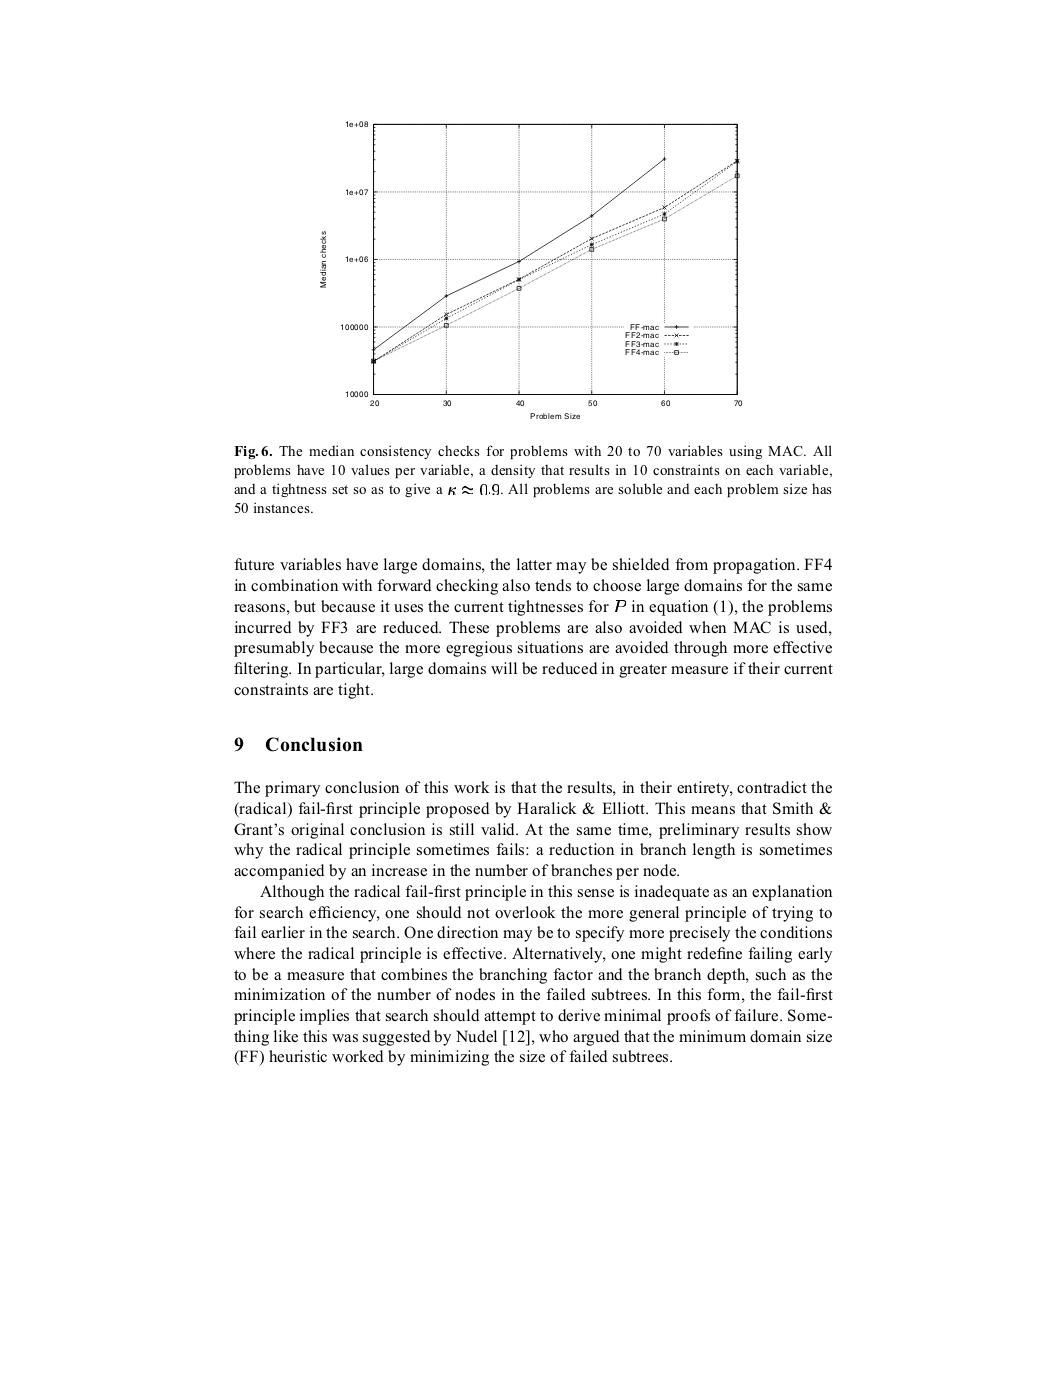 1e+08
1e+07
1e+06
100000
10000
Median checks
20 30 40 50 60 70
Problem Size
FF-mac
FF2-mac
FF3-mac
FF4-mac
Fig. 6. The median consistency checks for problems with 20 to 70 variables using MAC. All
problems have 10 values per variable, a density that results in 10 constraints on each variable,
and a tightness set so as to give a κ ≈ 0.9. All problems are soluble and each problem size has
50 instances.
future variables have large domains, the latter may be shielded from propagation. FF4
in combination with forward checking also tends to choose large domains for the same
reasons, but because it uses the current tightnesses for P in equation (1), the problems
incurred by FF3 are reduced. These problems are also avoided when MAC is used,
presumably because the more egregious situations are avoided through more effective
filtering. In particular, large domains will be reduced in greater measure if their current
constraints are tight.
9 Conclusion
The primary conclusion of this work is that the results, in their entirety, contradict the
(radical) fail-first principle proposed by Haralick & Elliott. This means that Smith &
Grant's original conclusion is still valid. At the same time, preliminary results show
why the radical principle sometimes fails: a reduction in branch length is sometimes
accompanied by an increase in the number of branches per node.
Although the radical fail-first principle in this sense is inadequate as an explanation
for search efficiency, one should not overlook the more general principle of trying to
fail earlier in the search. One direction may be to specify more precisely the conditions
where the radical principle is effective. Alternatively, one might redefine failing early
to be a measure that combines the branching factor and the branch depth, such as the
minimization of the number of nodes in the failed subtrees. In this form, the fail-first
principle implies that search should attempt to derive minimal proofs of failure. Some-
thing like this was suggested by Nudel [12], who argued that the minimum domain size
(FF) heuristic worked by minimizing the size of failed subtrees.